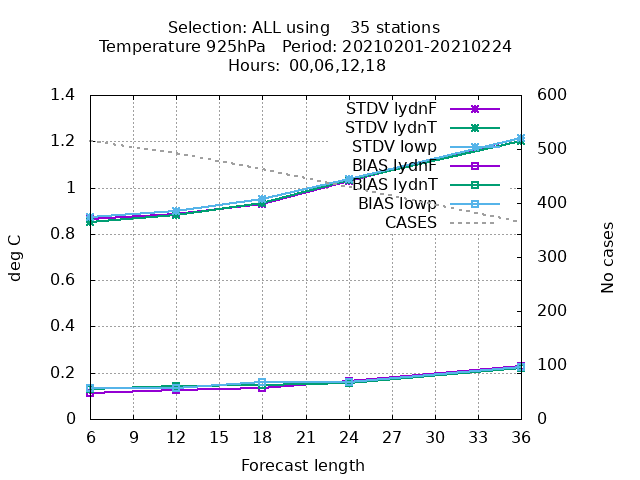 Selection: ALL using    35 stations
Temperature 925hPa   Period: 20210201-20210224
Hours: 00,06,12,18
deg C
1.4
1.2
1
0.8
0.6
0.4
0.2
0
STDV lydnF
STDV lydnT
STDV lowp
BIAS lydnF
BIAS lydnT
BIAS lowp
CASES
600
500
400
300
200
100
0
No cases
6 9 12 15 18 21 24 27 30 33 36
Forecast length